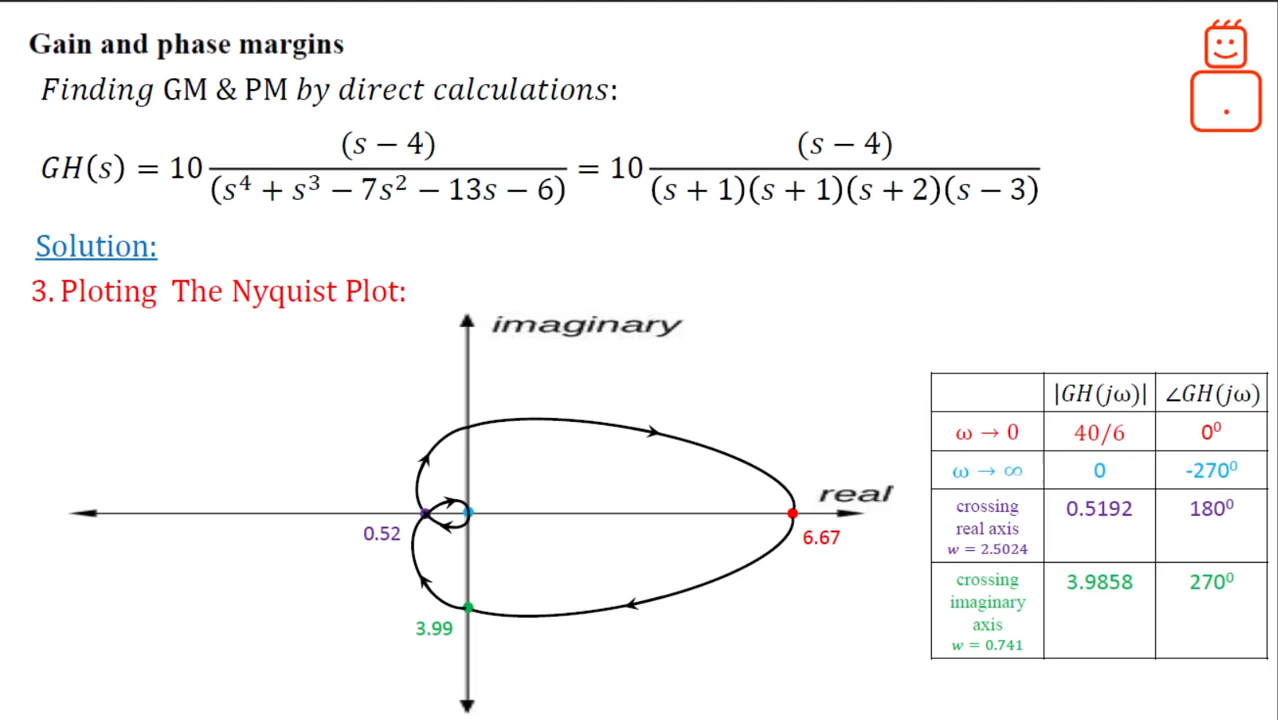 Gain and phase margins
Finding GM & PM by direct calculations:
GH(s) = 10 (s − 4) / (s⁴ + s³ − 7s² − 13s − 6) = 10 (s − 4) / (s + 1)(s + 1)(s + 2)(s − 3)
Solution:
3. Ploting The Nyquist Plot:
imaginary
real
0.52
6.67
3.99
|GH(jω)| ∠GH(jω)
ω → 0 40/6 0⁰
ω → ∞ 0 -270⁰
crossing real axis w = 2.5024 0.5192 180⁰
crossing imaginary axis w = 0.741 3.9858 270⁰